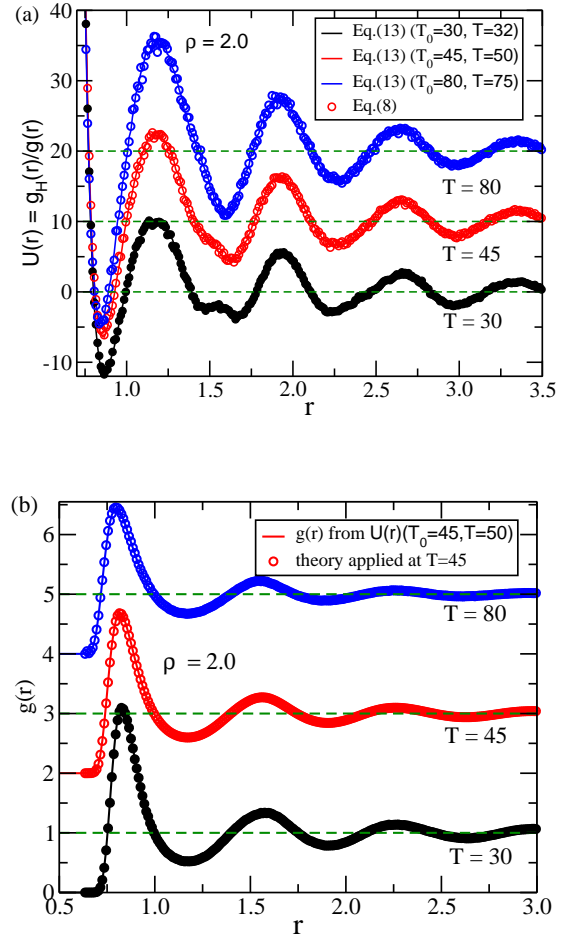 (a)
ρ = 2.0
Eq.(13) (T₀=30, T=32)
Eq.(13) (T₀=45, T=50)
Eq.(13) (T₀=80, T=75)
Eq.(8)
U(r) = g_H(r)/g(r)
40
30
20
10
0
-10
T = 80
T = 45
T = 30
1.0 1.5 2.0 2.5 3.0 3.5
r
(b)
g(r) from U(r)(T₀=45,T=50)
theory applied at T=45
g(r)
6
5
4
3
2
1
0
T = 80
ρ = 2.0
T = 45
T = 30
0.5 1.0 1.5 2.0 2.5 3.0
r